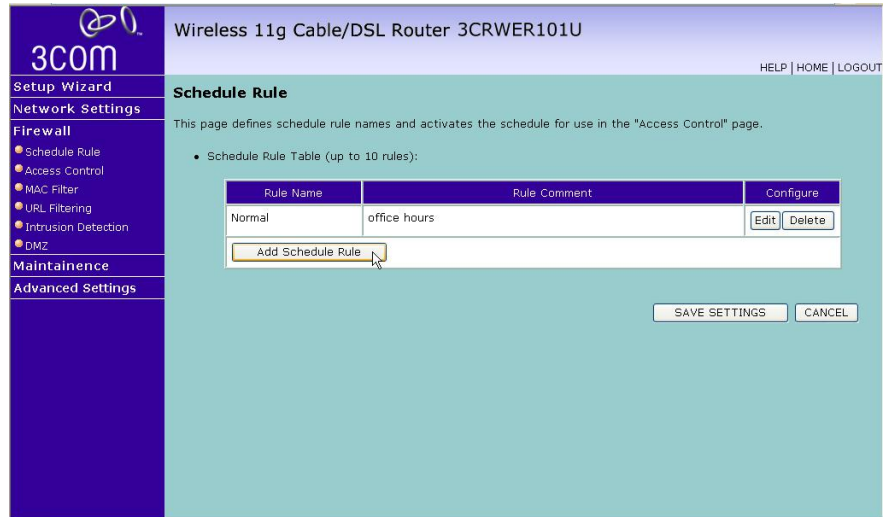 3COM
Wireless 11g Cable/DSL Router 3CRWER101U
HELP | HOME | LOGOUT
Setup Wizard
Network Settings
Firewall
Schedule Rule
Access Control
MAC Filter
URL Filtering
Intrusion Detection
DMZ
Maintainence
Advanced Settings
Schedule Rule
This page defines schedule rule names and activates the schedule for use in the "Access Control" page.
• Schedule Rule Table (up to 10 rules):
Rule Name Rule Comment Configure
Normal office hours Edit Delete
Add Schedule Rule
SAVE SETTINGS CANCEL